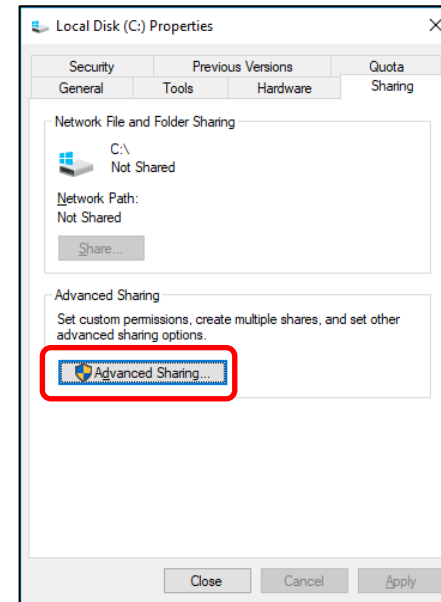 Local Disk (C:) Properties
Security Previous Versions Quota
General Tools Hardware Sharing
Network File and Folder Sharing
C:\
Not Shared
Network Path:
Not Shared
Share...
Advanced Sharing
Set custom permissions, create multiple shares, and set other
advanced sharing options.
Advanced Sharing...
Close Cancel Apply